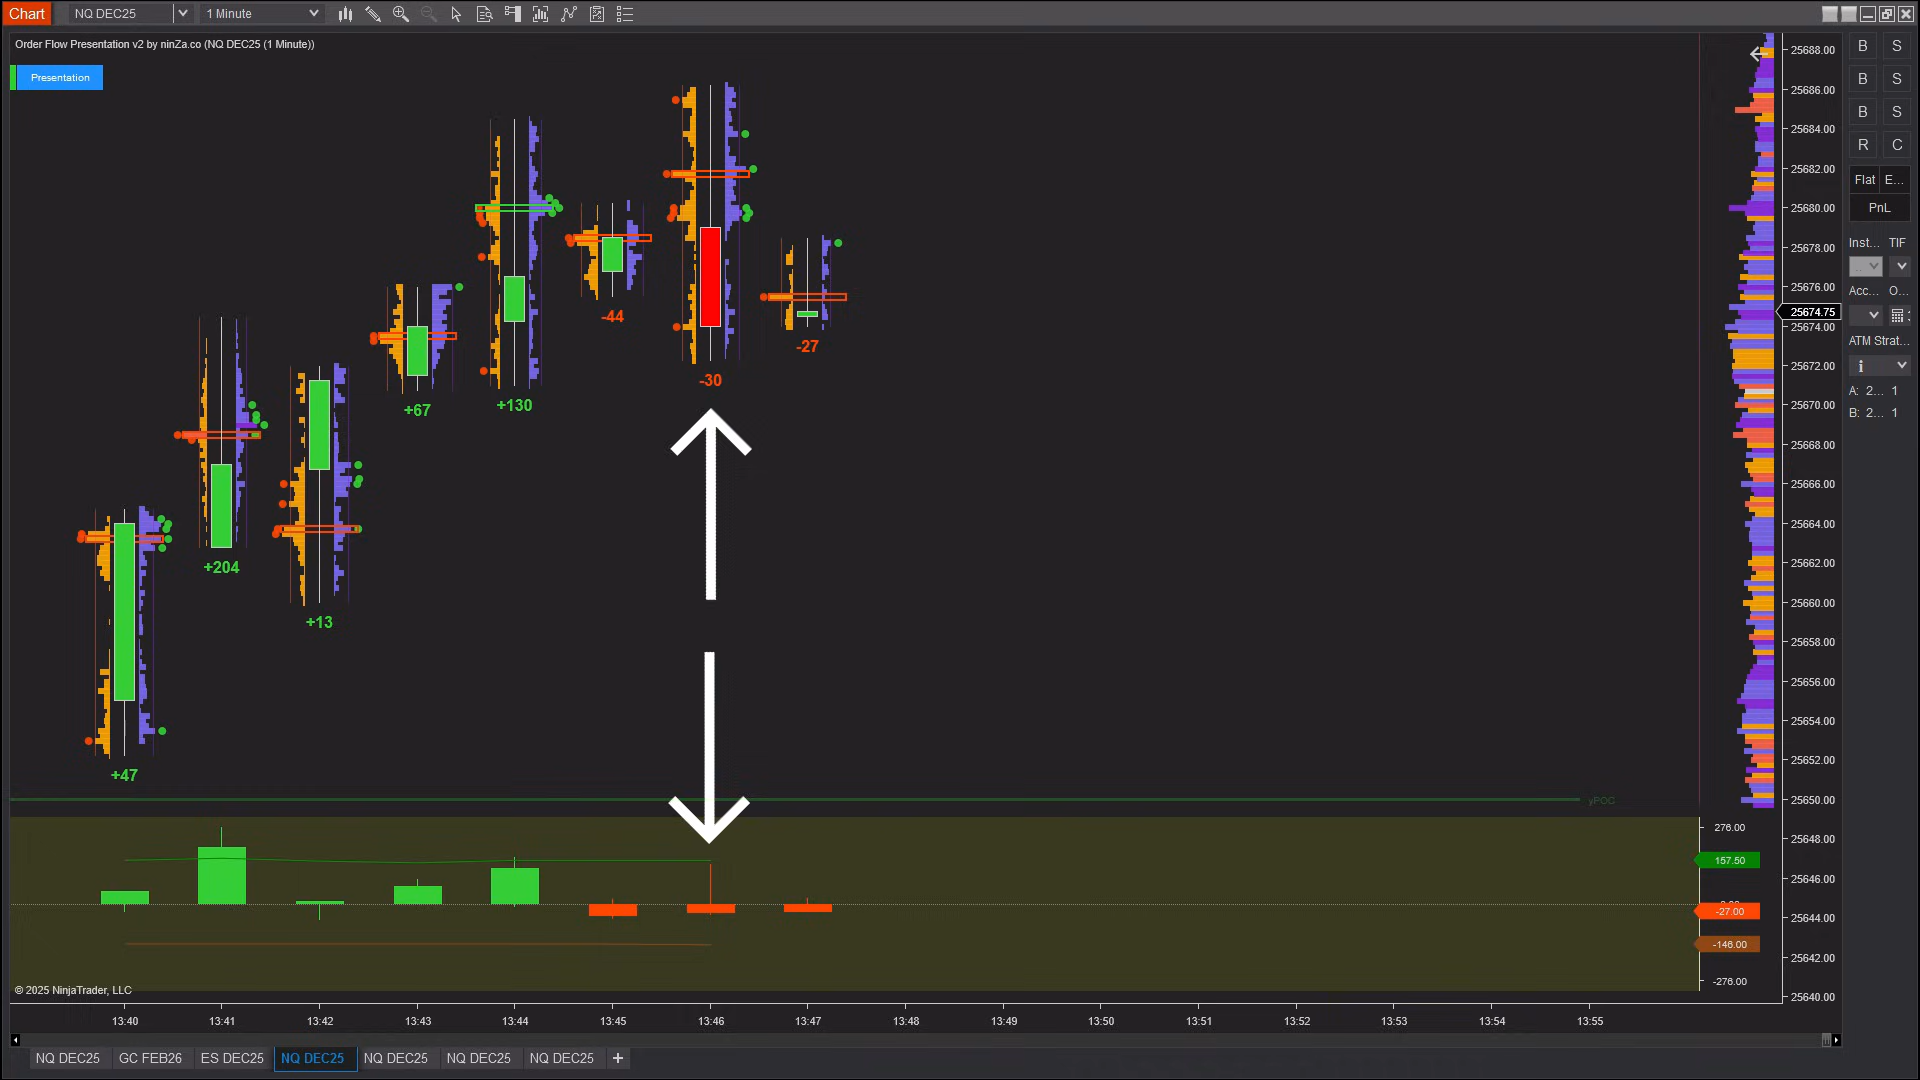 Chart NQ DEC25 1 Minute
Order Flow Presentation v2 by ninZa.co (NQ DEC25 (1 Minute))
Presentation
+47
+204
+13
+67
+130
-44
-30
-27
yPOC
25688.00
25686.00
25684.00
25682.00
25680.00
25678.00
25676.00
25674.75
25674.00
25672.00
25670.00
25668.00
25666.00
25664.00
25662.00
25660.00
25658.00
25656.00
25654.00
25652.00
25650.00
25648.00
25646.00
25644.00
25642.00
25640.00
276.00
157.50
-27.00
-146.00
-276.00
B S
B S
B S
R C
Flat E...
PnL
Inst... TIF
Acc... O...
ATM Strat...
A: 2... 1
B: 2... 1
© 2025 NinjaTrader, LLC
13:40 13:41 13:42 13:43 13:44 13:45 13:46 13:47 13:48 13:49 13:50 13:51 13:52 13:53 13:54 13:55
NQ DEC25 GC FEB26 ES DEC25 NQ DEC25 NQ DEC25 NQ DEC25 NQ DEC25 +